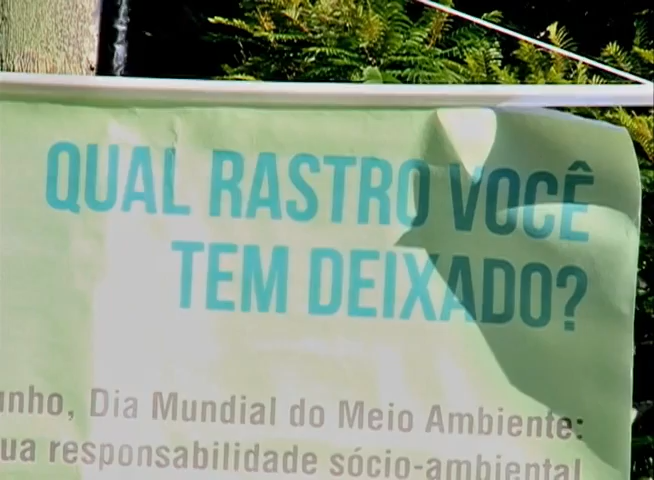 QUAL RASTRO VOCÊ
TEM DEIXADO?
unho, Dia Mundial do Meio Ambiente:
ua responsabilidade sócio-ambiental